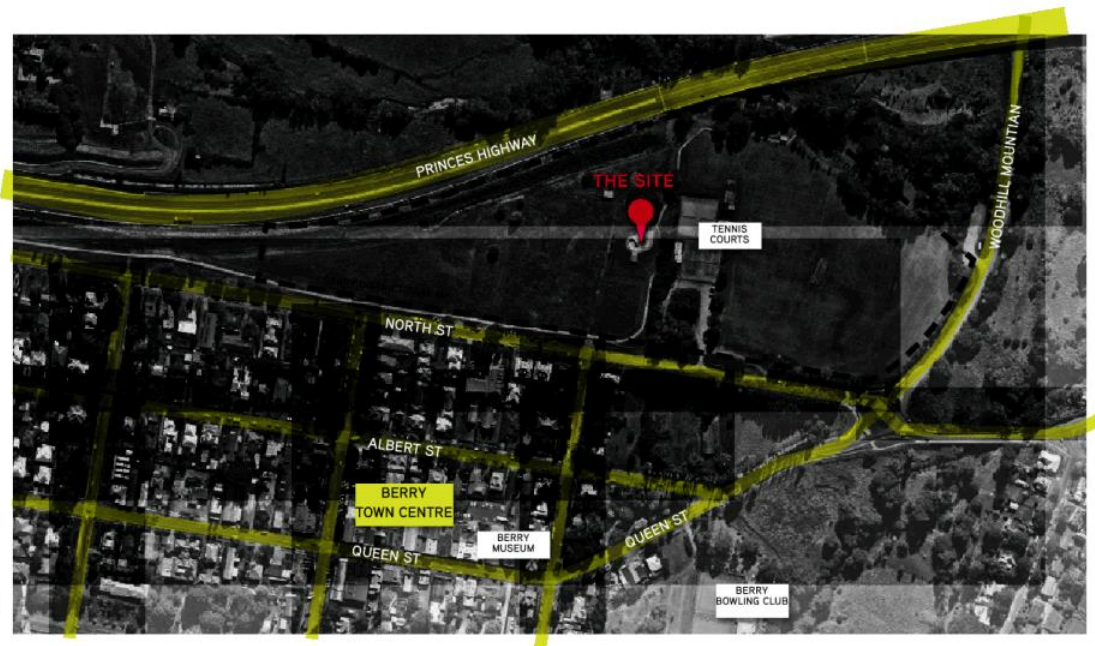 PRINCES HIGHWAY
WOODHILL MOUNTIAN
THE SITE
TENNIS
COURTS
NORTH ST
ALBERT ST
BERRY
TOWN CENTRE
QUEEN ST
BERRY
MUSEUM
QUEEN ST
BERRY
BOWLING CLUB